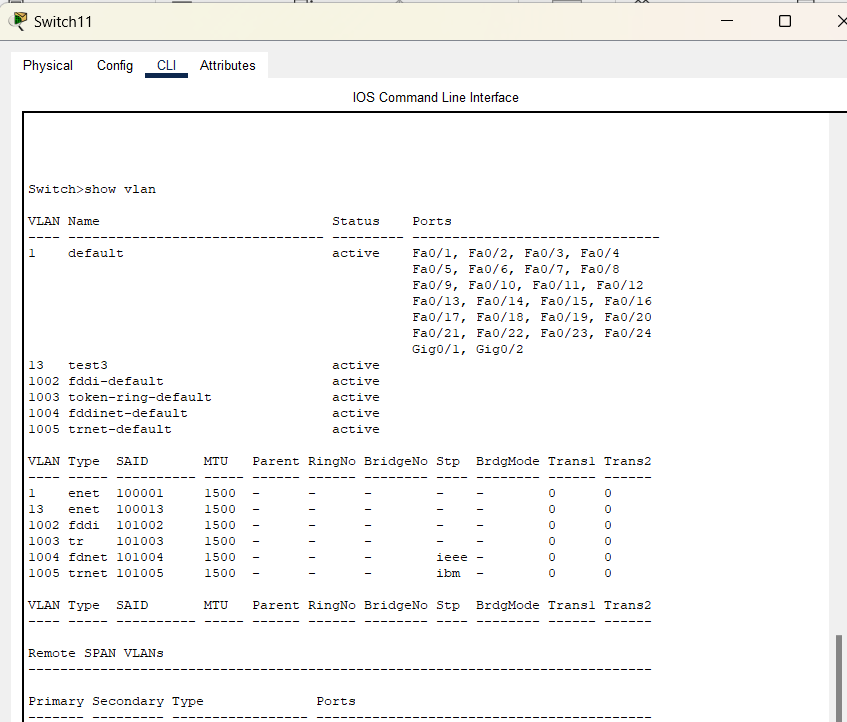 Switch11
Physical Config CLI Attributes
IOS Command Line Interface
Switch>show vlan
VLAN Name                             Status    Ports
---- -------------------------------- --------- -------------------------------
1    default                          active    Fa0/1, Fa0/2, Fa0/3, Fa0/4
                                                Fa0/5, Fa0/6, Fa0/7, Fa0/8
                                                Fa0/9, Fa0/10, Fa0/11, Fa0/12
                                                Fa0/13, Fa0/14, Fa0/15, Fa0/16
                                                Fa0/17, Fa0/18, Fa0/19, Fa0/20
                                                Fa0/21, Fa0/22, Fa0/23, Fa0/24
                                                Gig0/1, Gig0/2
13   test3                            active
1002 fddi-default                     active
1003 token-ring-default               active
1004 fddinet-default                  active
1005 trnet-default                    active
VLAN Type  SAID       MTU   Parent RingNo BridgeNo Stp  BrdgMode Trans1 Trans2
---- ----- ---------- ----- ------ ------ -------- ---- -------- ------ ------
1    enet  100001     1500  -      -      -        -    -        0      0
13   enet  100013     1500  -      -      -        -    -        0      0
1002 fddi  101002     1500  -      -      -        -    -        0      0
1003 tr    101003     1500  -      -      -        -    -        0      0
1004 fdnet 101004     1500  -      -      -        ieee -        0      0
1005 trnet 101005     1500  -      -      -        ibm  -        0      0
VLAN Type  SAID       MTU   Parent RingNo BridgeNo Stp  BrdgMode Trans1 Trans2
---- ----- ---------- ----- ------ ------ -------- ---- -------- ------ ------
Remote SPAN VLANs
------------------------------------------------------------------------------
Primary Secondary Type              Ports
------- --------- ----------------- ------------------------------------------